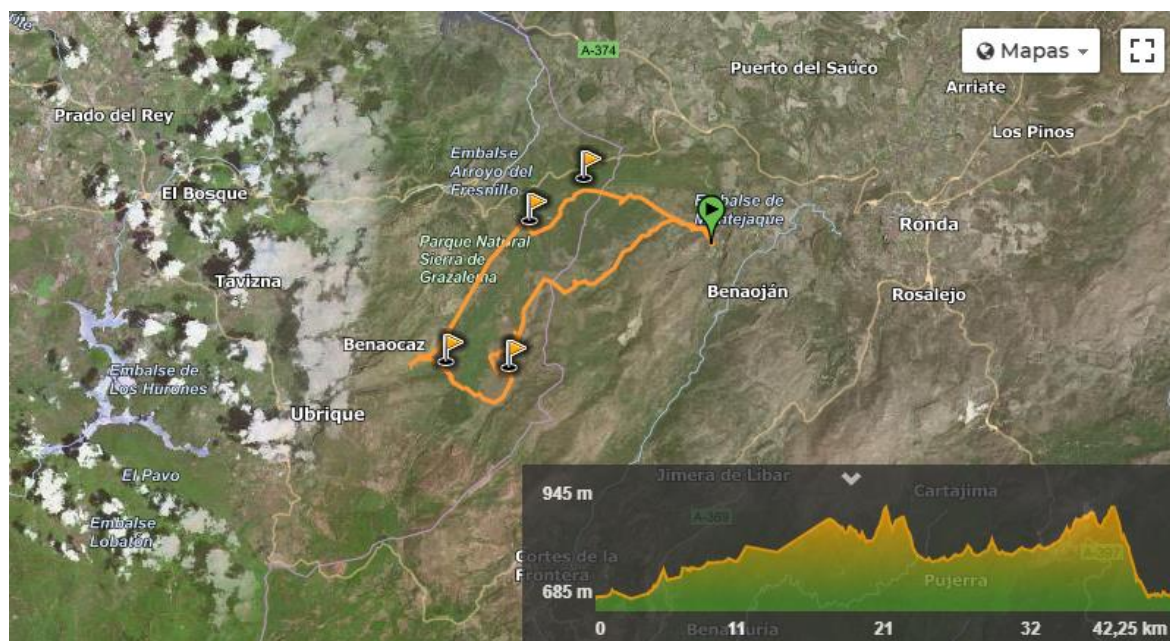 A-374
Mapas
Puerto del Saúco
Arriate
Prado del Rey
Los Pinos
Embalse
Arroyo del
Fresnillo
El Bosque
Embalse de
Montejaque
Ronda
Parque Natural
Sierra de
Grazalema
Tavizna
Benaoján
Rosalejo
Benaocaz
Embalse de
Los Hurones
Ubrique
El Pavo
Jimera de Libar
945 m
Cartajima
A-369
Embalse
Lobatón
Cortes de la
Frontera
A-397
Pujerra
685 m
0
11
21
32
42,25 km